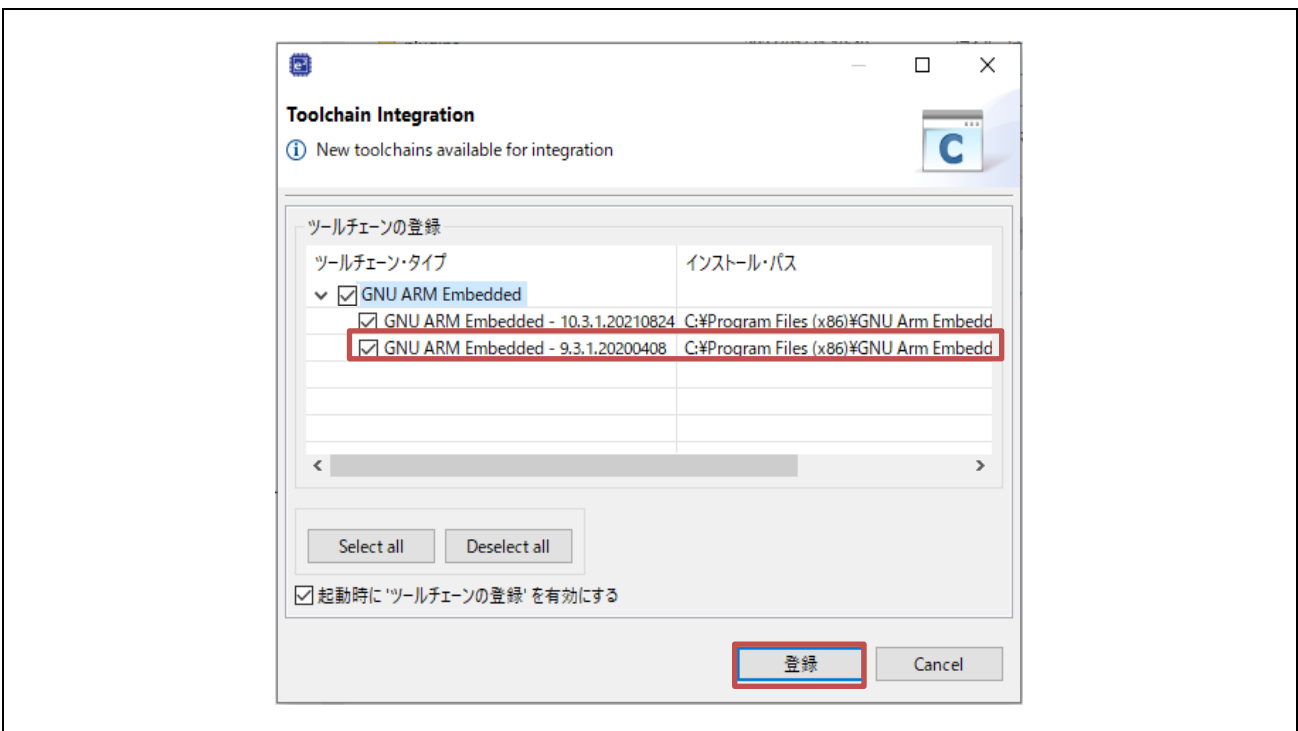 Toolchain Integration
New toolchains available for integration
C
ツールチェーンの登録
ツールチェーン・タイプ インストール・パス
GNU ARM Embedded
GNU ARM Embedded - 10.3.1.20210824 C:¥Program Files (x86)¥GNU Arm Embedd
GNU ARM Embedded - 9.3.1.20200408 C:¥Program Files (x86)¥GNU Arm Embedd
Select all Deselect all
起動時に 'ツールチェーンの登録' を有効にする
登録 Cancel